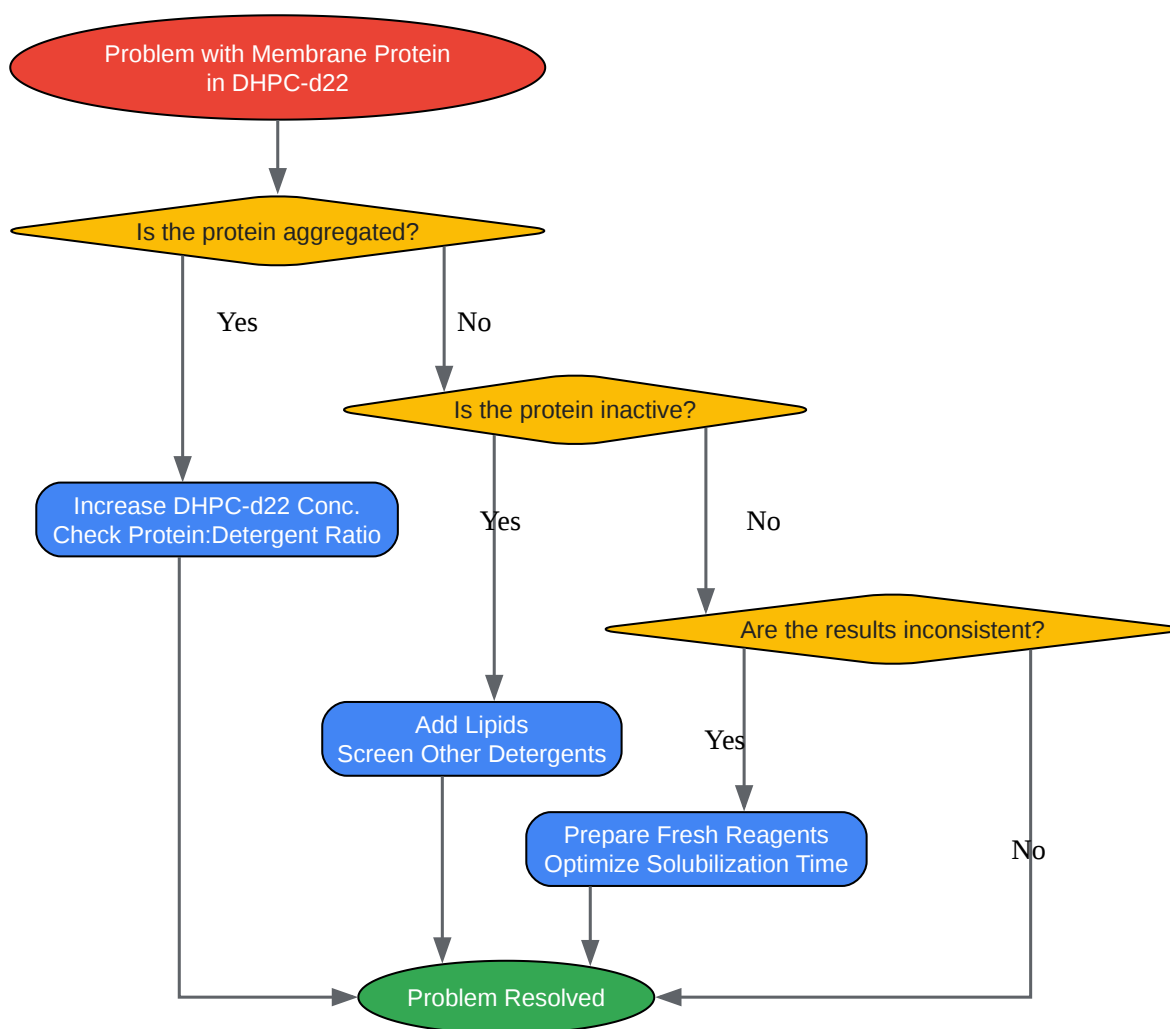 Problem with Membrane Protein
in DHPC-d22
Is the protein aggregated?
Yes
No
Is the protein inactive?
Increase DHPC-d22 Conc.
Check Protein:Detergent Ratio
Yes
No
Are the results inconsistent?
Add Lipids
Screen Other Detergents
Yes
Prepare Fresh Reagents
Optimize Solubilization Time
No
Problem Resolved